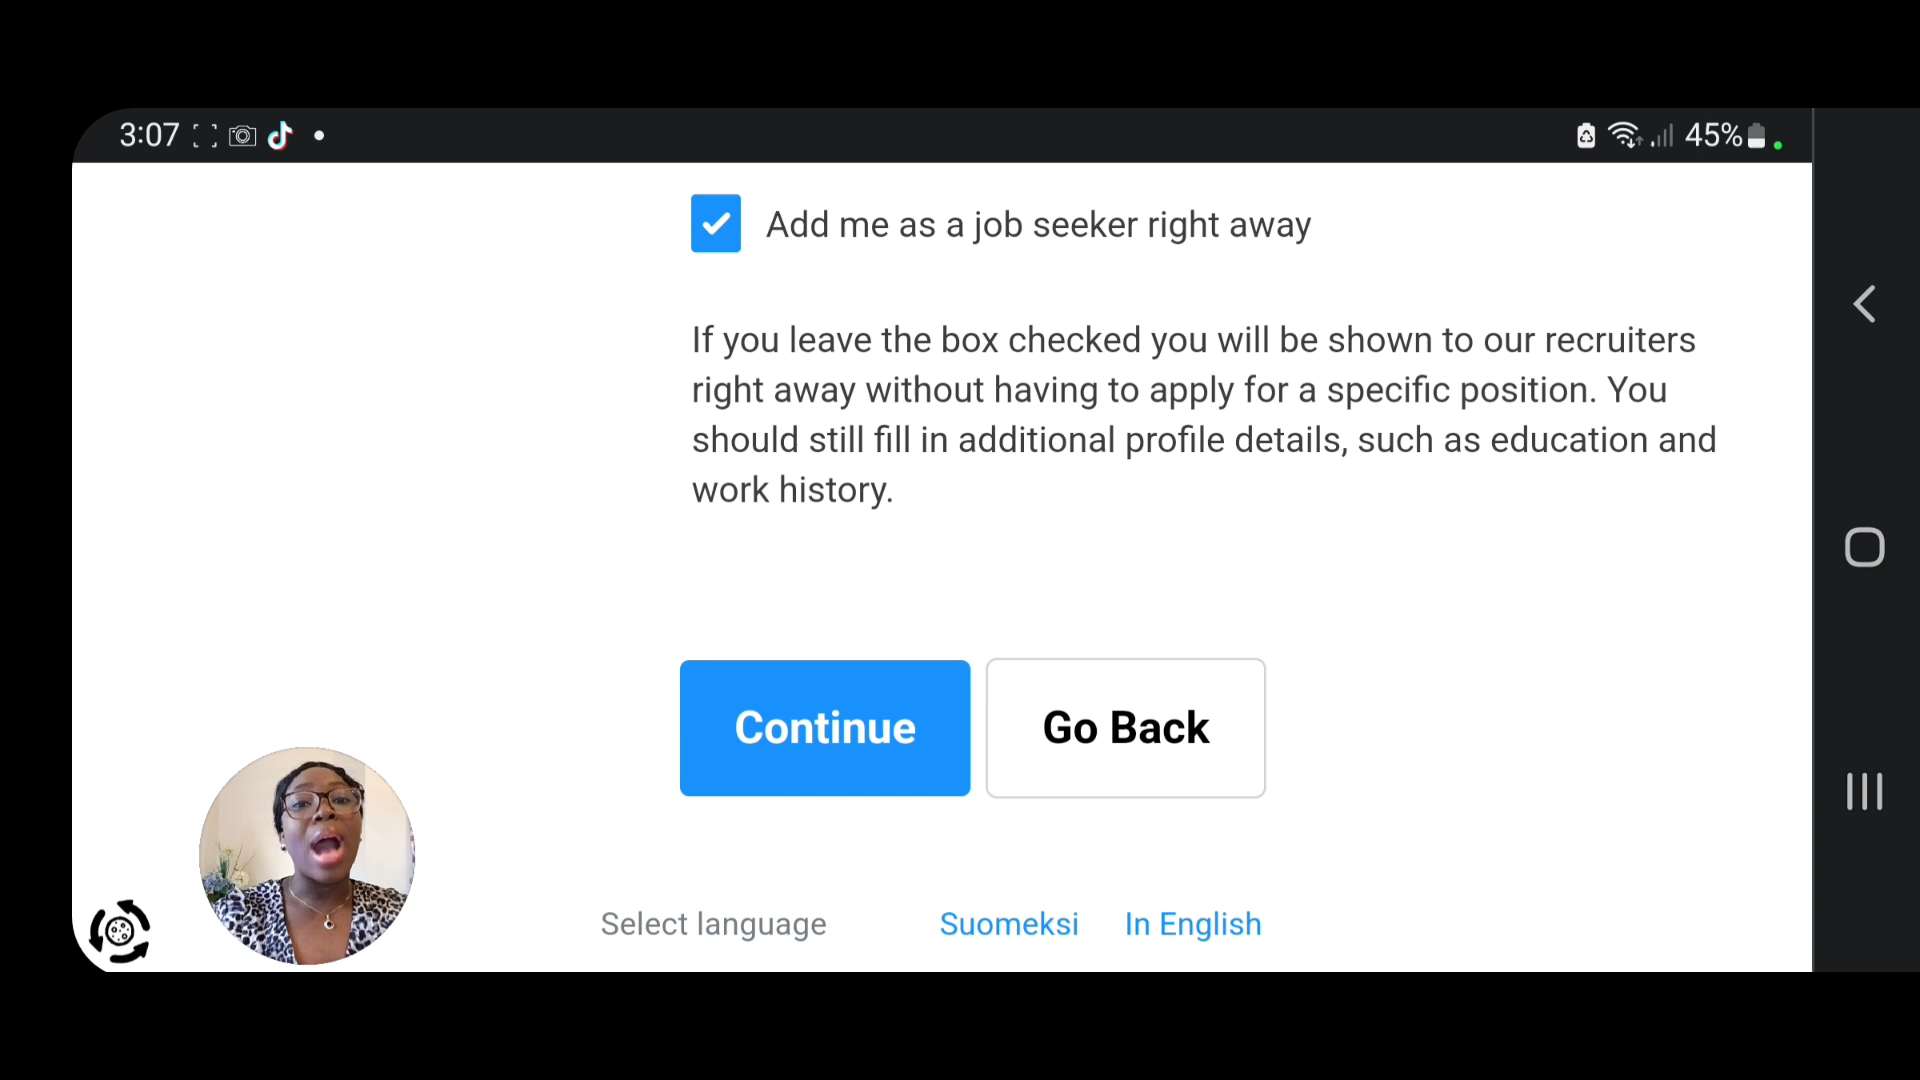 3:07
45%
Add me as a job seeker right away
If you leave the box checked you will be shown to our recruiters
right away without having to apply for a specific position. You
should still fill in additional profile details, such as education and
work history.
Continue
Go Back
Select language
Suomeksi
In English